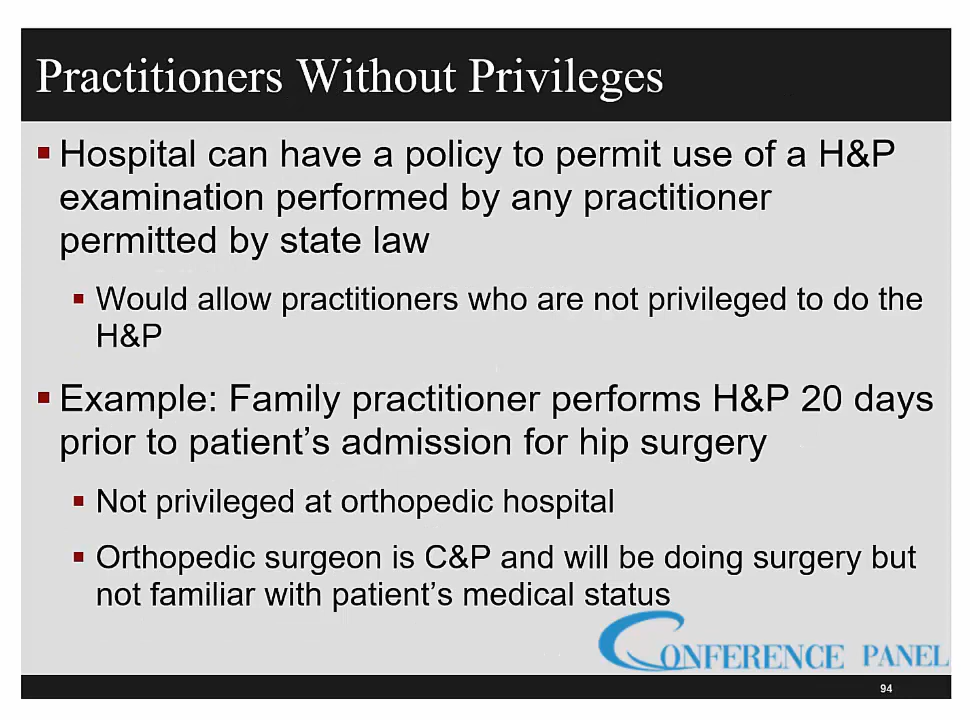 Practitioners Without Privileges
Hospital can have a policy to permit use of a H&P
examination performed by any practitioner
permitted by state law
Would allow practitioners who are not privileged to do the
H&P
Example: Family practitioner performs H&P 20 days
prior to patient’s admission for hip surgery
Not privileged at orthopedic hospital
Orthopedic surgeon is C&P and will be doing surgery but
not familiar with patient’s medical status
CONFERENCE PANEL
94